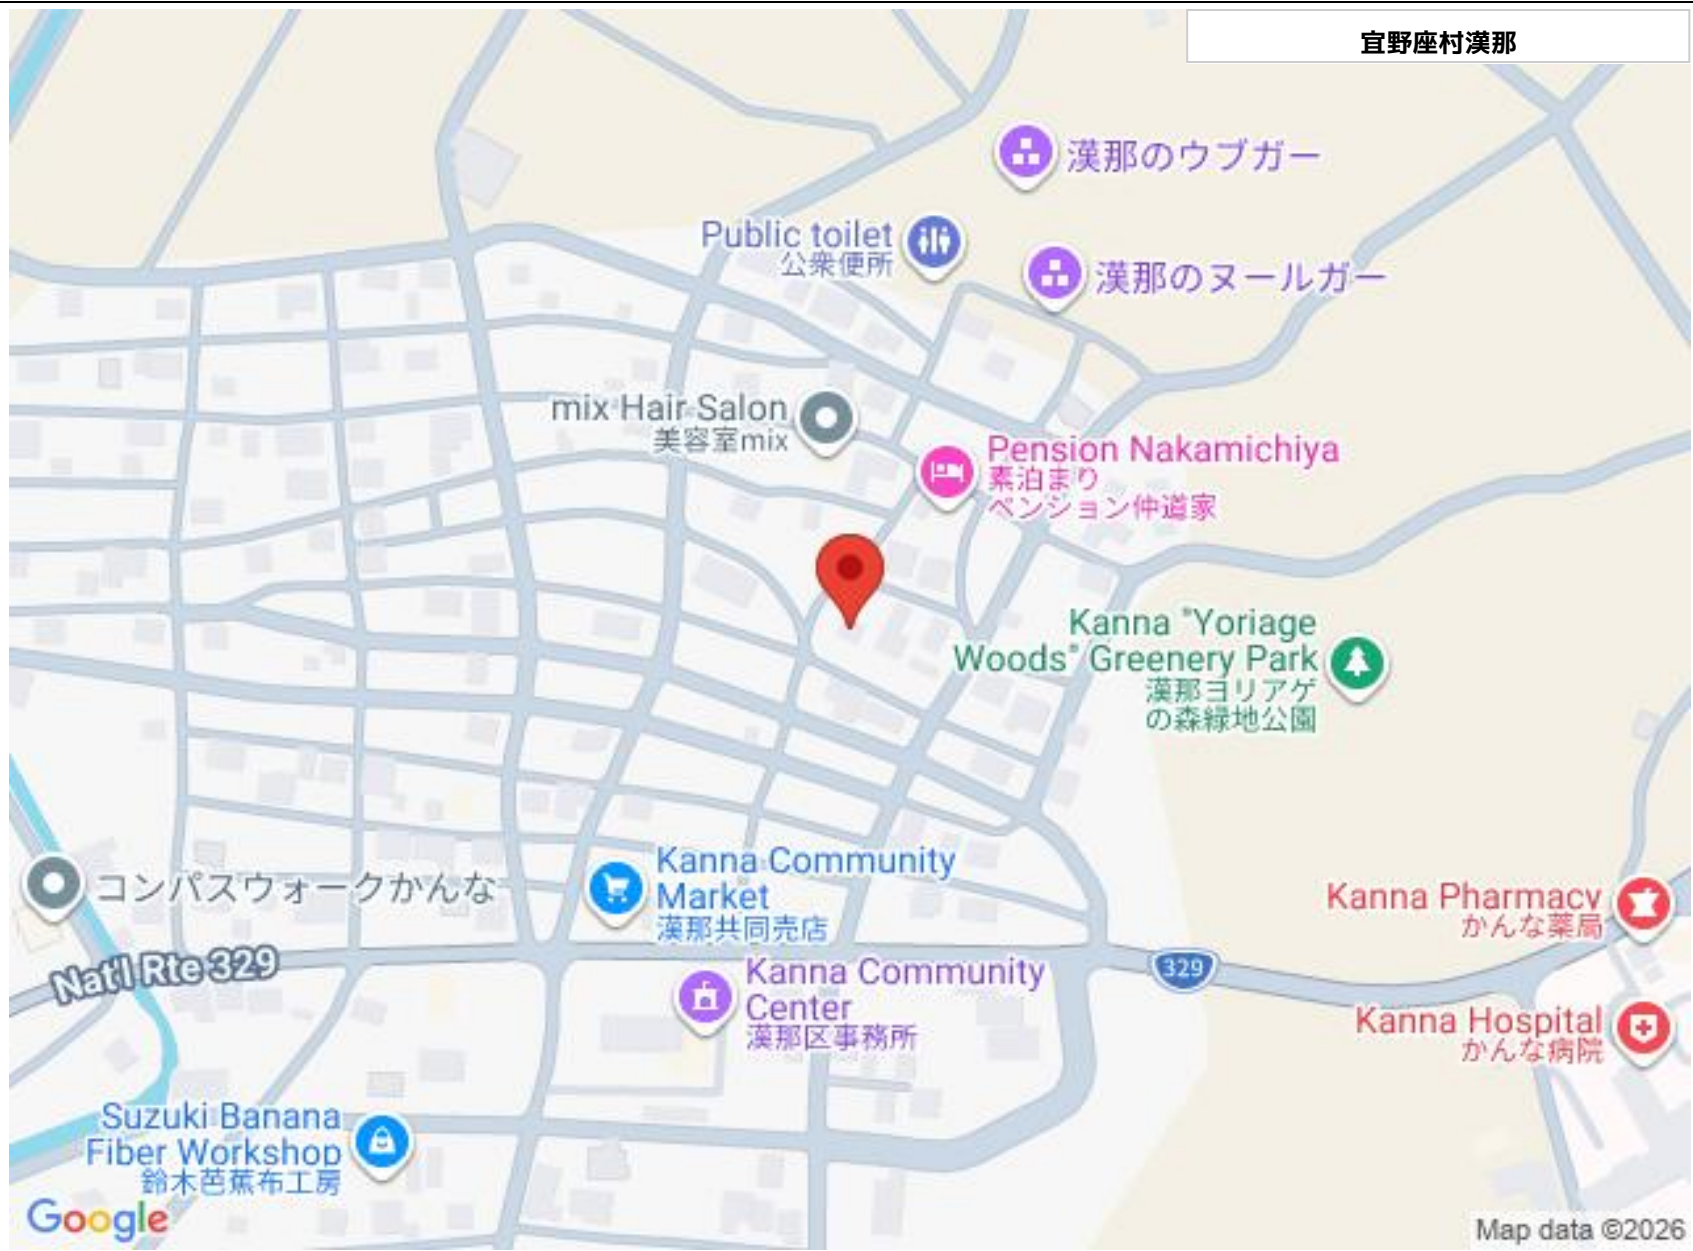 宜野座村漢那
漢那のウブガー
Public toilet
公衆便所
漢那のヌールガー
mix Hair Salon
美容室mix
Pension Nakamichiya
素泊まり
ペンション仲道家
Kanna "Yoriage
Woods" Greenery Park
漢那ヨリアゲ
の森緑地公園
Kanna Community
Market
漢那共同売店
コンパスウォークかんな
Kanna Pharmacy
かんな薬局
Nat'l Rte 329
329
Kanna Community
Center
漢那区事務所
Kanna Hospital
かんな病院
Suzuki Banana
Fiber Workshop
鈴木芭蕉布工房
Google
Map data ©2026